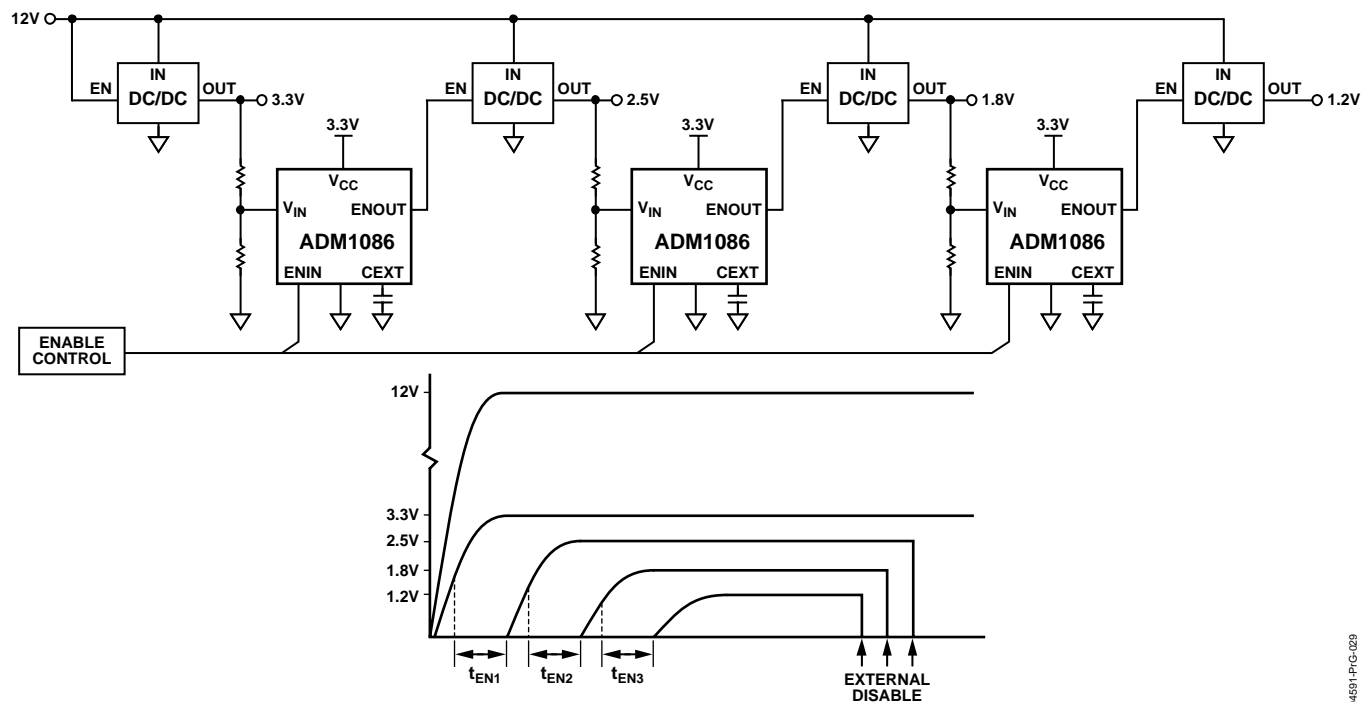 12V
IN
DC/DC
EN
OUT
3.3V
IN
DC/DC
EN
OUT
2.5V
IN
DC/DC
EN
OUT
1.8V
IN
DC/DC
EN
OUT
1.2V
3.3V
VCC
VIN
ENOUT
ADM1086
ENIN
CEXT
3.3V
VCC
VIN
ENOUT
ADM1086
ENIN
CEXT
3.3V
VCC
VIN
ENOUT
ADM1086
ENIN
CEXT
ENABLE
CONTROL
12V
3.3V
2.5V
1.8V
1.2V
tEN1
tEN2
tEN3
EXTERNAL
DISABLE
4591-PrG-029